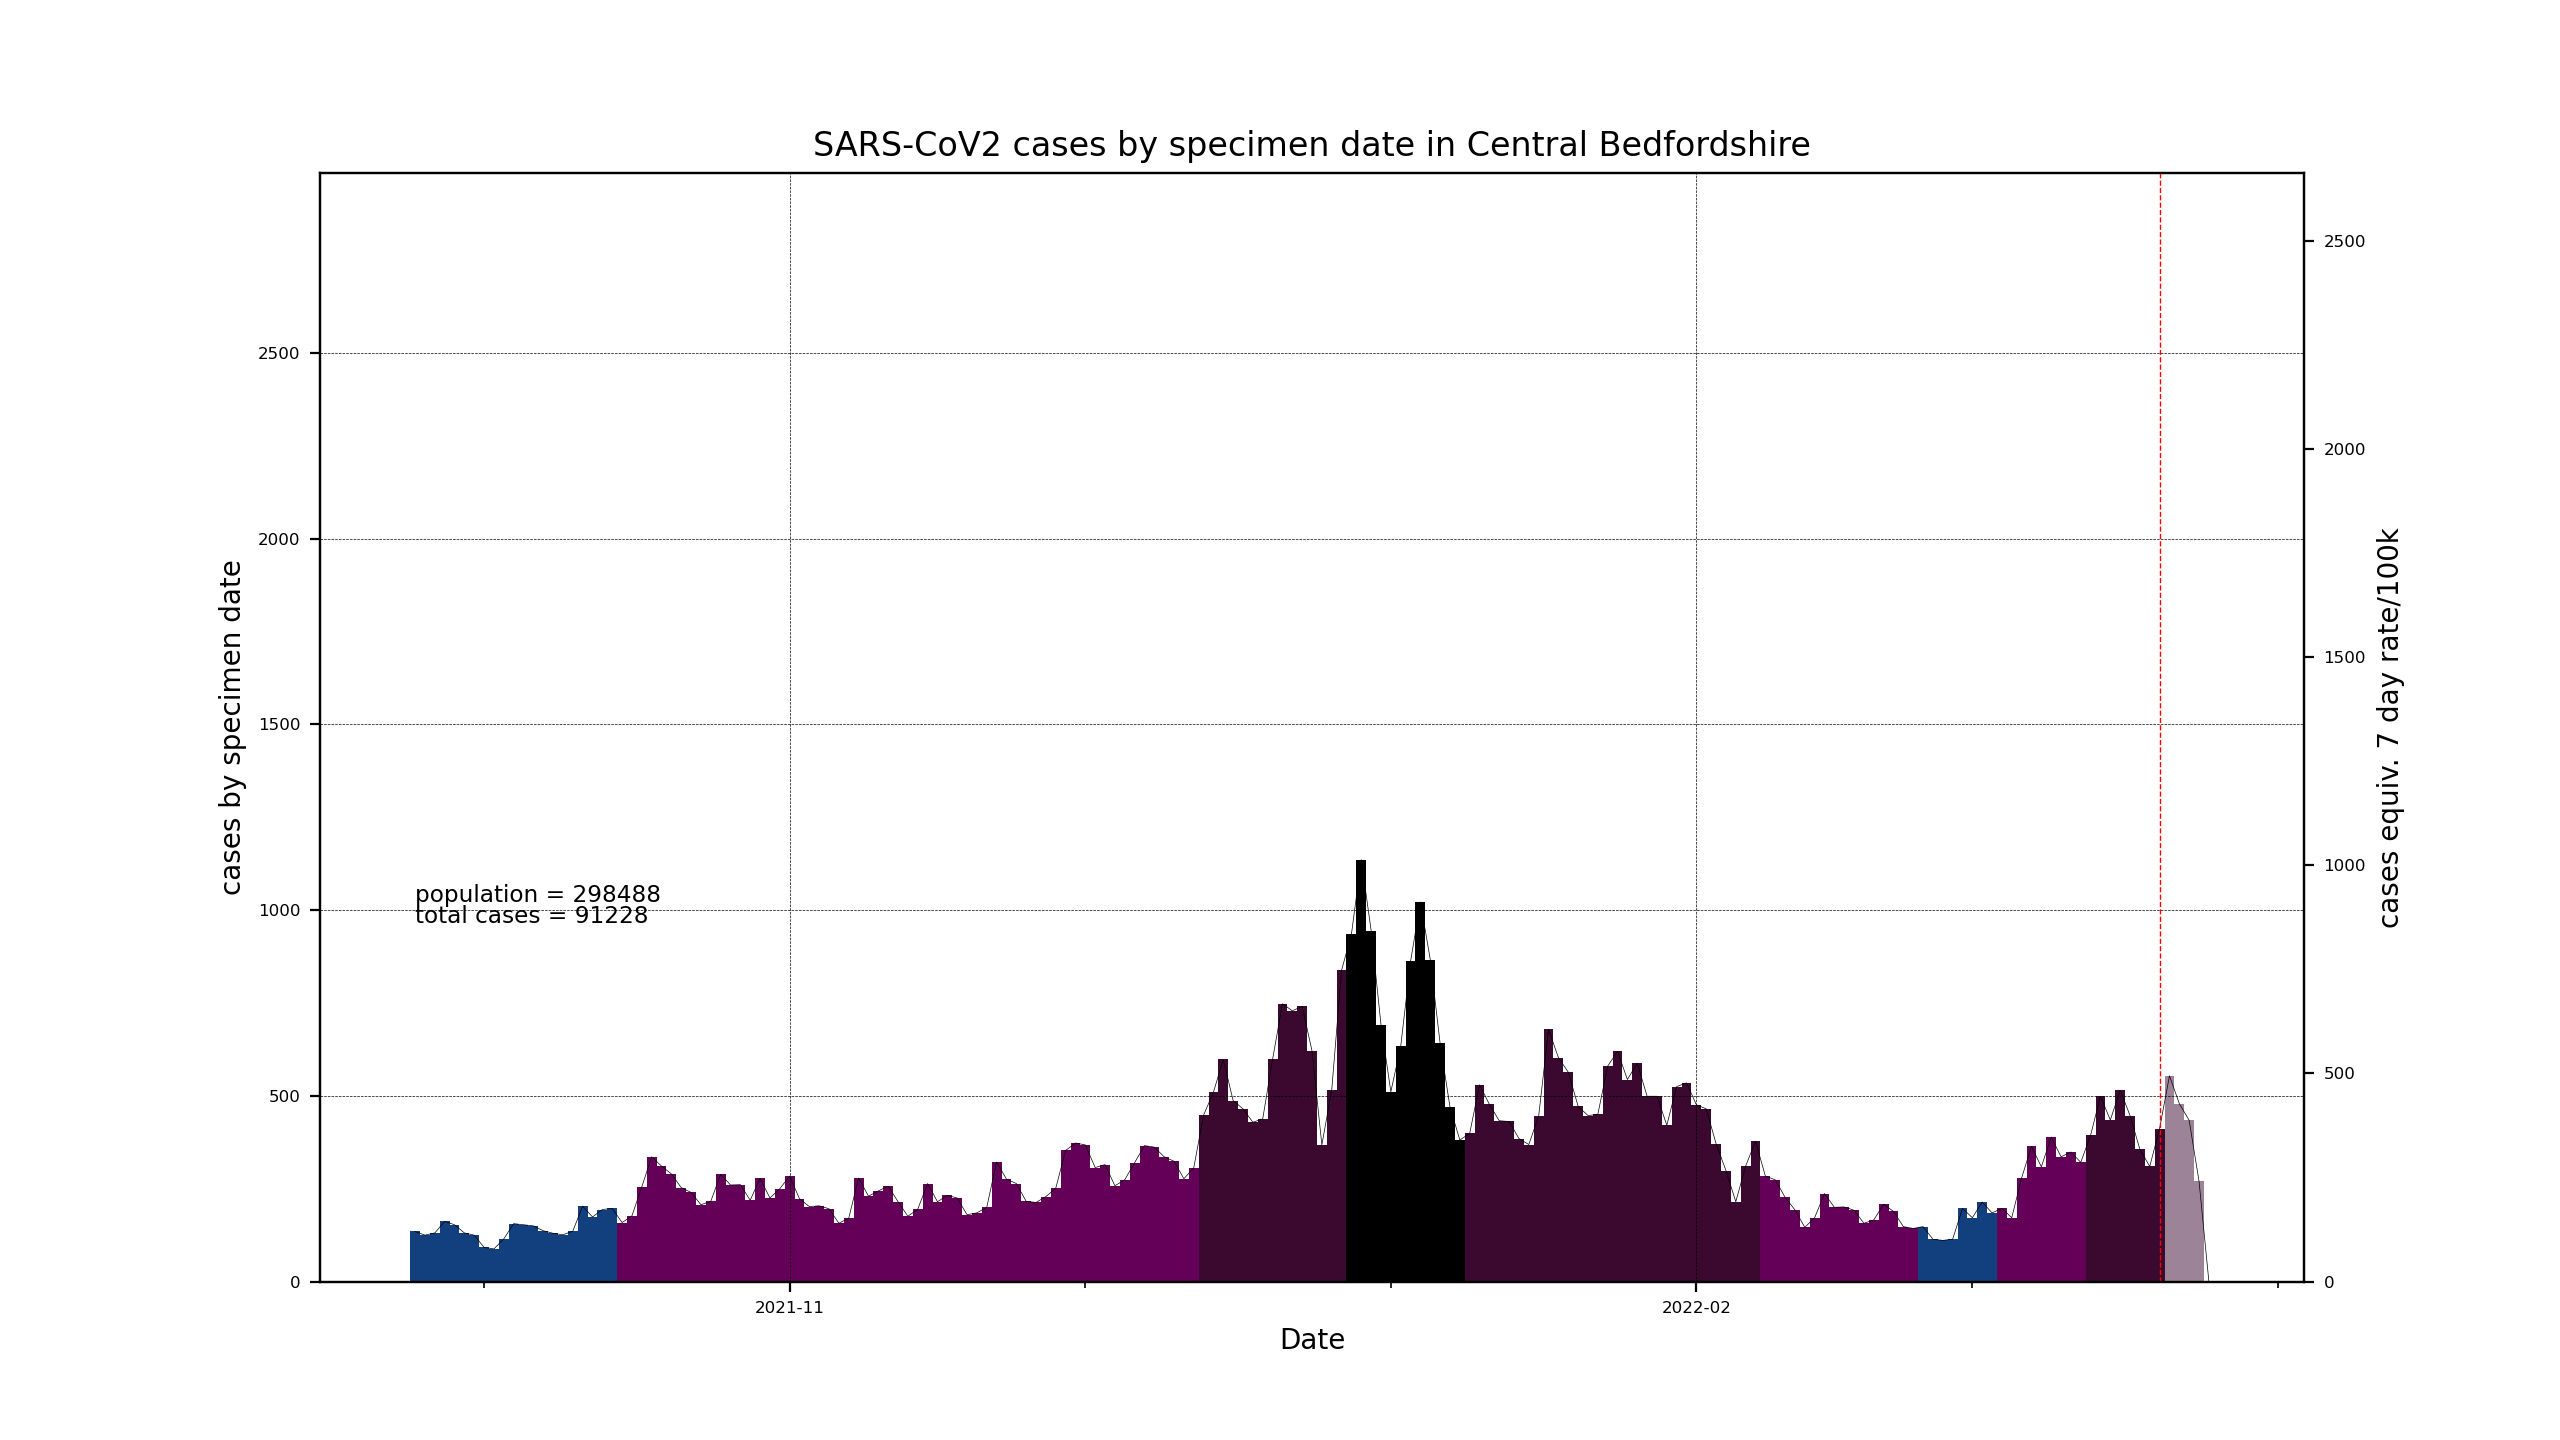 SARS-CoV2 cases by specimen date in Central Bedfordshire
cases by specimen date
2500
2000
1500
1000
500
0
population = 298488
total cases = 91228
2500
2000
1500
1000
500
0
cases equiv. 7 day rate/100k
2021-11
2022-02
Date